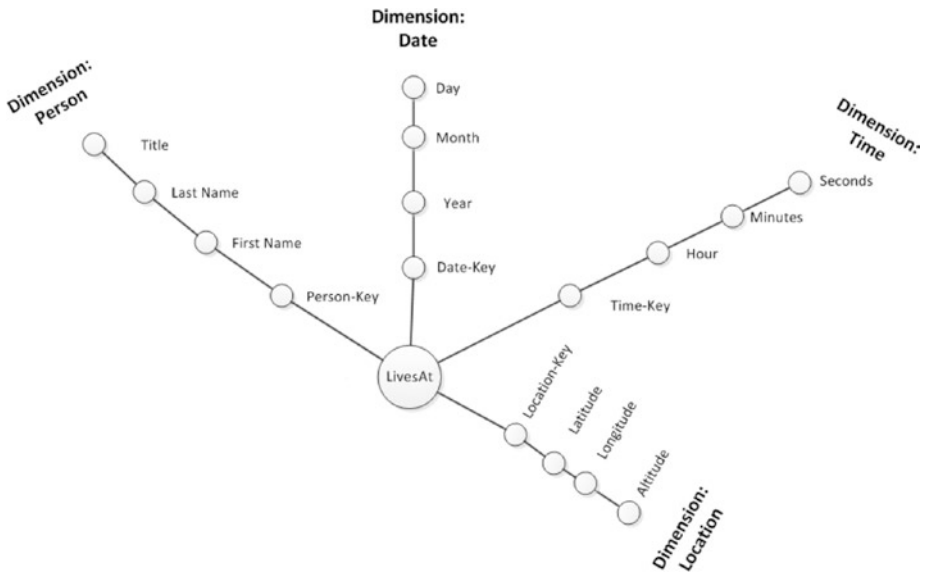 Dimension:
Date
Dimension:
Person
Dimension:
Time
Day
Month
Year
Date-Key
Title
Last Name
First Name
Person-Key
Seconds
Minutes
Hour
Time-Key
LivesAt
Location-Key
Latitude
Longitude
Altitude
Dimension:
Location